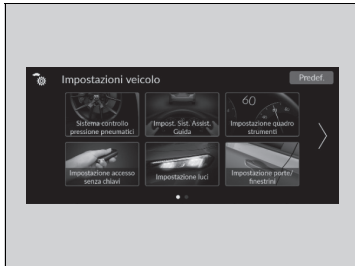 Impostazioni veicolo
Predef.
Sistema controllo
pressione pneumatici
Impost. Sist. Assist.
Guida
60
Impostazione quadro
strumenti
Impostazione accesso
senza chiavi
Impostazione luci
Impostazione porte/
finestrini